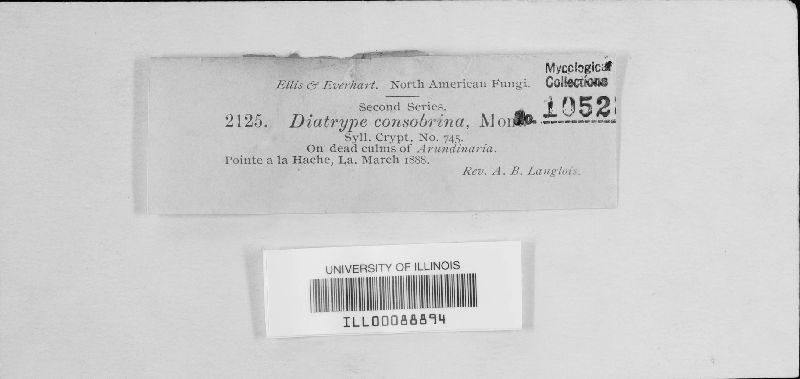 Ellis & Everhart. North American Fungi.
Second Series.
2125. Diatrype consobrina,
Syll. Crypt. No. 745.
On dead culms of Arundinaria.
Pointe a la Hache, La. March 1888.
Rev. A. B. Langlois.
Mycological
Collections
No. 1052
UNIVERSITY OF ILLINOIS
ILL00088894